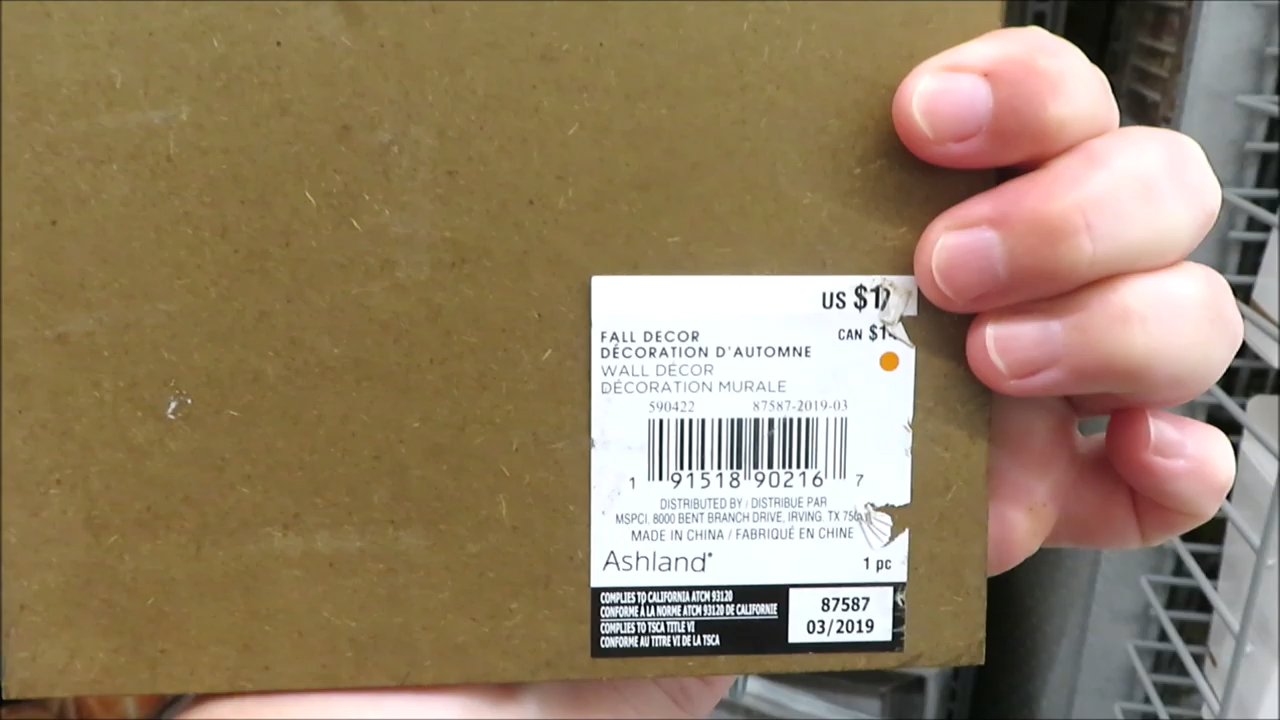 US $1
CAN $1
FALL DECOR
DÉCORATION D'AUTOMNE
WALL DÉCOR
DÉCORATION MURALE
590422 87587-2019-03
1 91518 90216 7
DISTRIBUTED BY / DISTRIBUE PAR
MSPCI, 8000 BENT BRANCH DRIVE, IRVING, TX
MADE IN CHINA / FABRIQUÉ EN CHINE
Ashland®
1 pc
COMPLIES TO CALIFORNIA ATCM 93120
CONFORME À LA NORME ATCM 93120 DE CALIFORNIE
COMPLIES TO TSCA TITLE VI
CONFORME AU TITRE VI DE LA TSCA
87587
03/2019